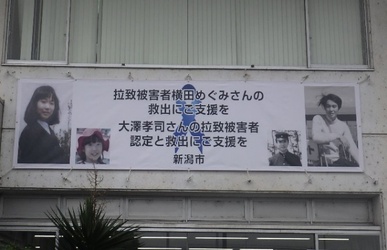 拉致被害者横田めぐみさんの
救出にご支援を
大澤孝司さんの拉致被害者
認定と救出にご支援を
新潟市